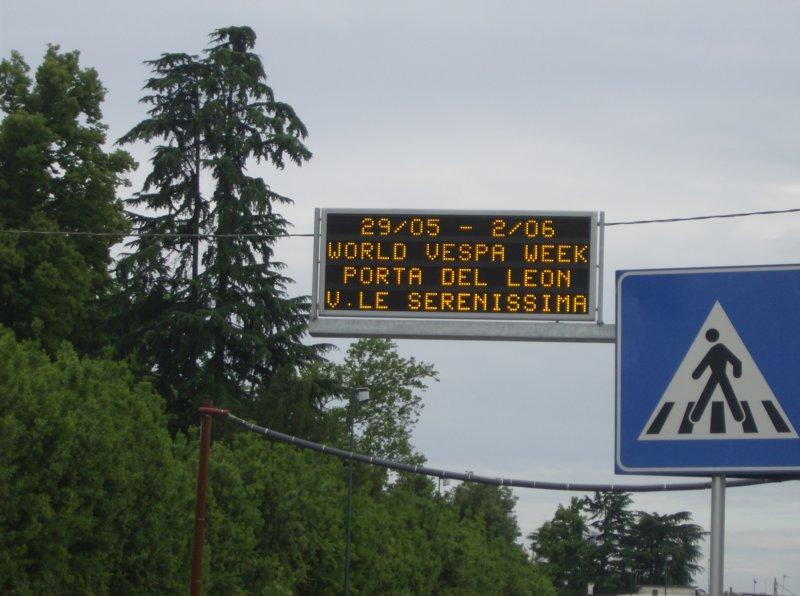 29/05 - 2/06
WORLD VESPA WEEK
PORTA DEL LEON
V.LE SERENISSIMA